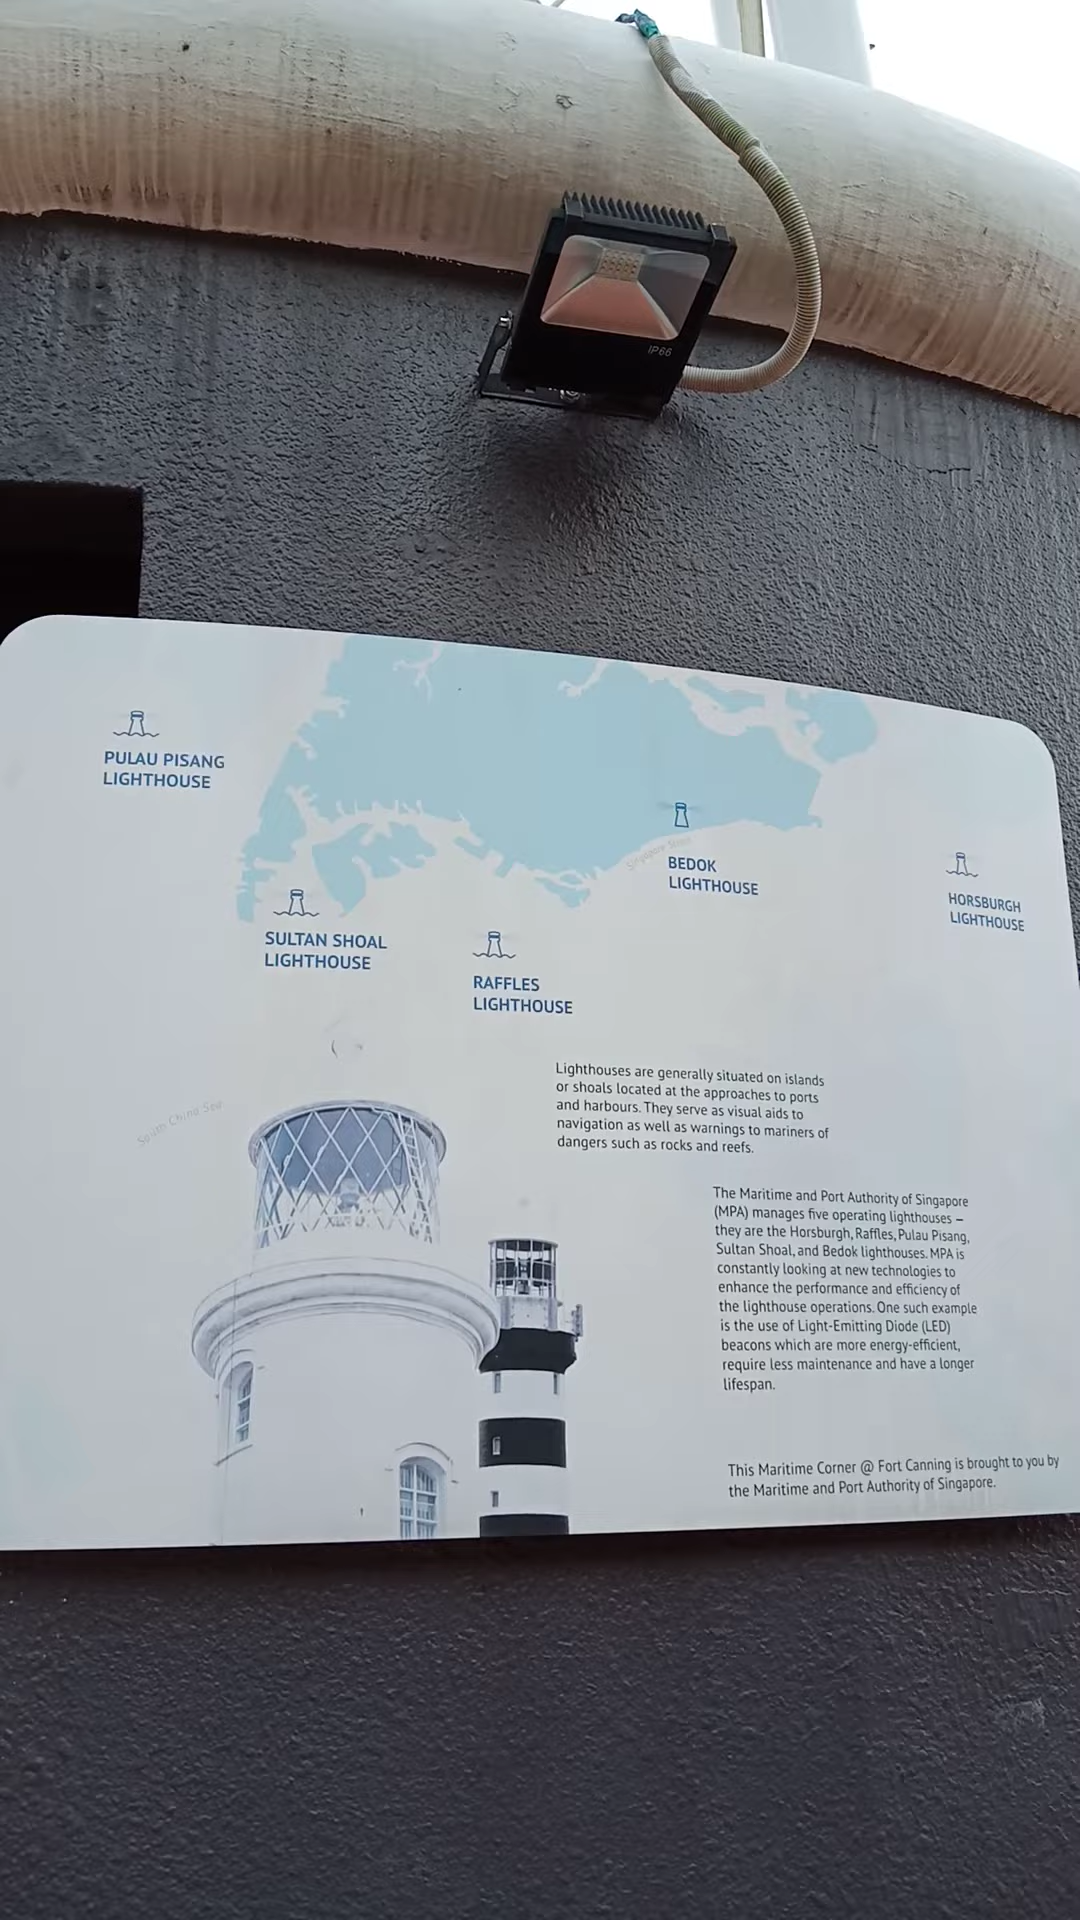 IP66
PULAU PISANG
LIGHTHOUSE
Singapore Strait
BEDOK
LIGHTHOUSE
HORSBURGH
LIGHTHOUSE
SULTAN SHOAL
LIGHTHOUSE
RAFFLES
LIGHTHOUSE
South China Sea
Lighthouses are generally situated on islands
or shoals located at the approaches to ports
and harbours. They serve as visual aids to
navigation as well as warnings to mariners of
dangers such as rocks and reefs.
The Maritime and Port Authority of Singapore
(MPA) manages five operating lighthouses –
they are the Horsburgh, Raffles, Pulau Pisang,
Sultan Shoal, and Bedok lighthouses. MPA is
constantly looking at new technologies to
enhance the performance and efficiency of
the lighthouse operations. One such example
is the use of Light-Emitting Diode (LED)
beacons which are more energy-efficient,
require less maintenance and have a longer
lifespan.
This Maritime Corner @ Fort Canning is brought to you by
the Maritime and Port Authority of Singapore.